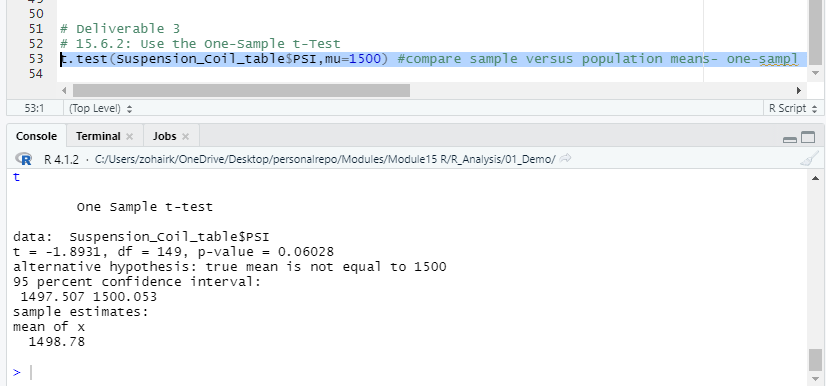 50
51 # Deliverable 3
52 # 15.6.2: Use the One-Sample t-Test
53 t.test(Suspension_Coil_table$PSI,mu=1500) #compare sample versus population means- one-sampl
54
53:1 (Top Level) R Script
Console Terminal Jobs
R 4.1.2 · C:/Users/zohairk/OneDrive/Desktop/personalrepo/Modules/Module15 R/R_Analysis/01_Demo/
t
One Sample t-test
data: Suspension_Coil_table$PSI
t = -1.8931, df = 149, p-value = 0.06028
alternative hypothesis: true mean is not equal to 1500
95 percent confidence interval:
1497.507 1500.053
sample estimates:
mean of x
1498.78
>